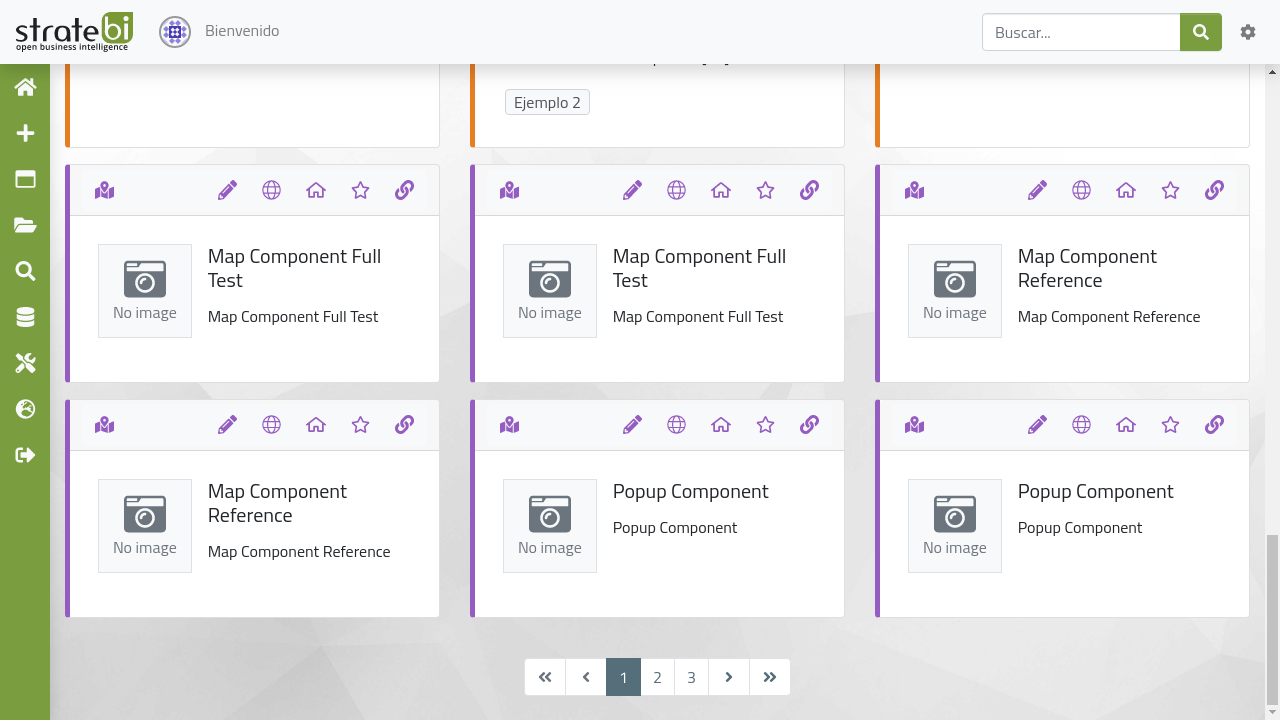 stratebi
open business intelligence
Bienvenido
Buscar...
Ejemplo 2
Map Component Full
Test
Map Component Full Test
No image
Map Component Full
Test
Map Component Full Test
No image
Map Component
Reference
Map Component Reference
No image
Map Component
Reference
Map Component Reference
No image
Popup Component
Popup Component
No image
Popup Component
Popup Component
No image
1 2 3